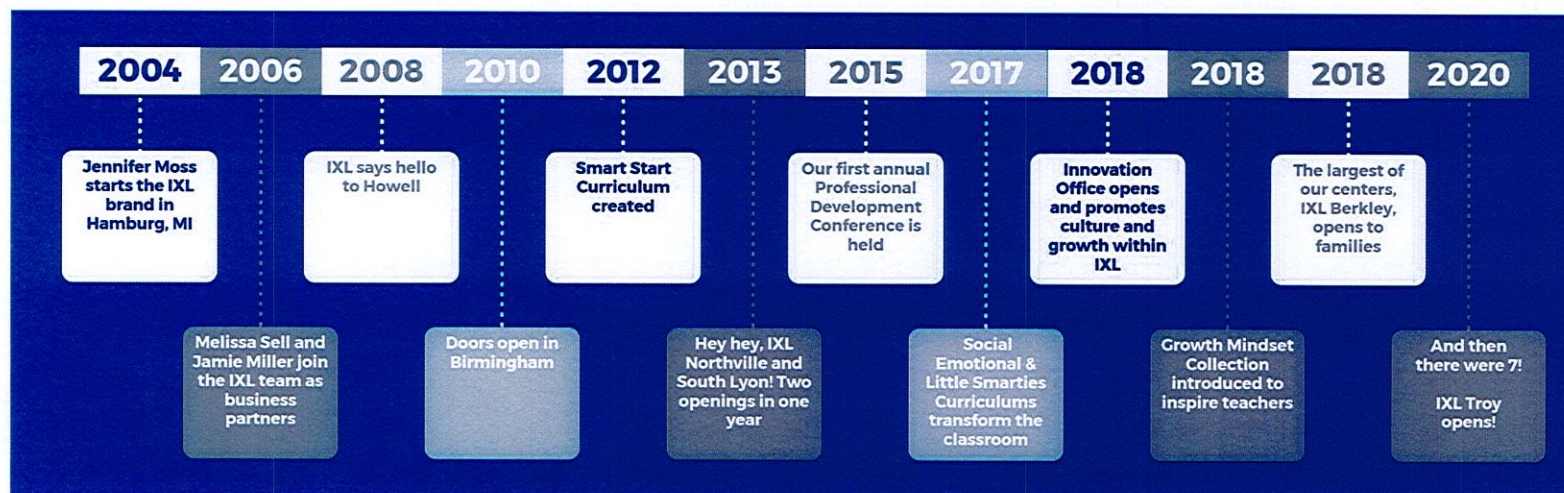 2004 2006 2008 2010 2012 2013 2015 2017 2018 2018 2018 2020
Jennifer Moss
starts the IXL
brand in
Hamburg, MI
Melissa Sell and
Jamie Miller join
the IXL team as
business
partners
IXL says hello
to Howell
Doors open in
Birmingham
Smart Start
Curriculum
created
Hey hey, IXL
Northville and
South Lyon! Two
openings in one
year
Our first annual
Professional
Development
Conference is
held
Social
Emotional &
Little Smarties
Curriculums
transform the
classroom
Innovation
Office opens
and promotes
culture and
growth within
IXL
Growth Mindset
Collection
introduced to
inspire teachers
The largest of
our centers,
IXL Berkley,
opens to
families
And then
there were 7!
IXL Troy
opens!